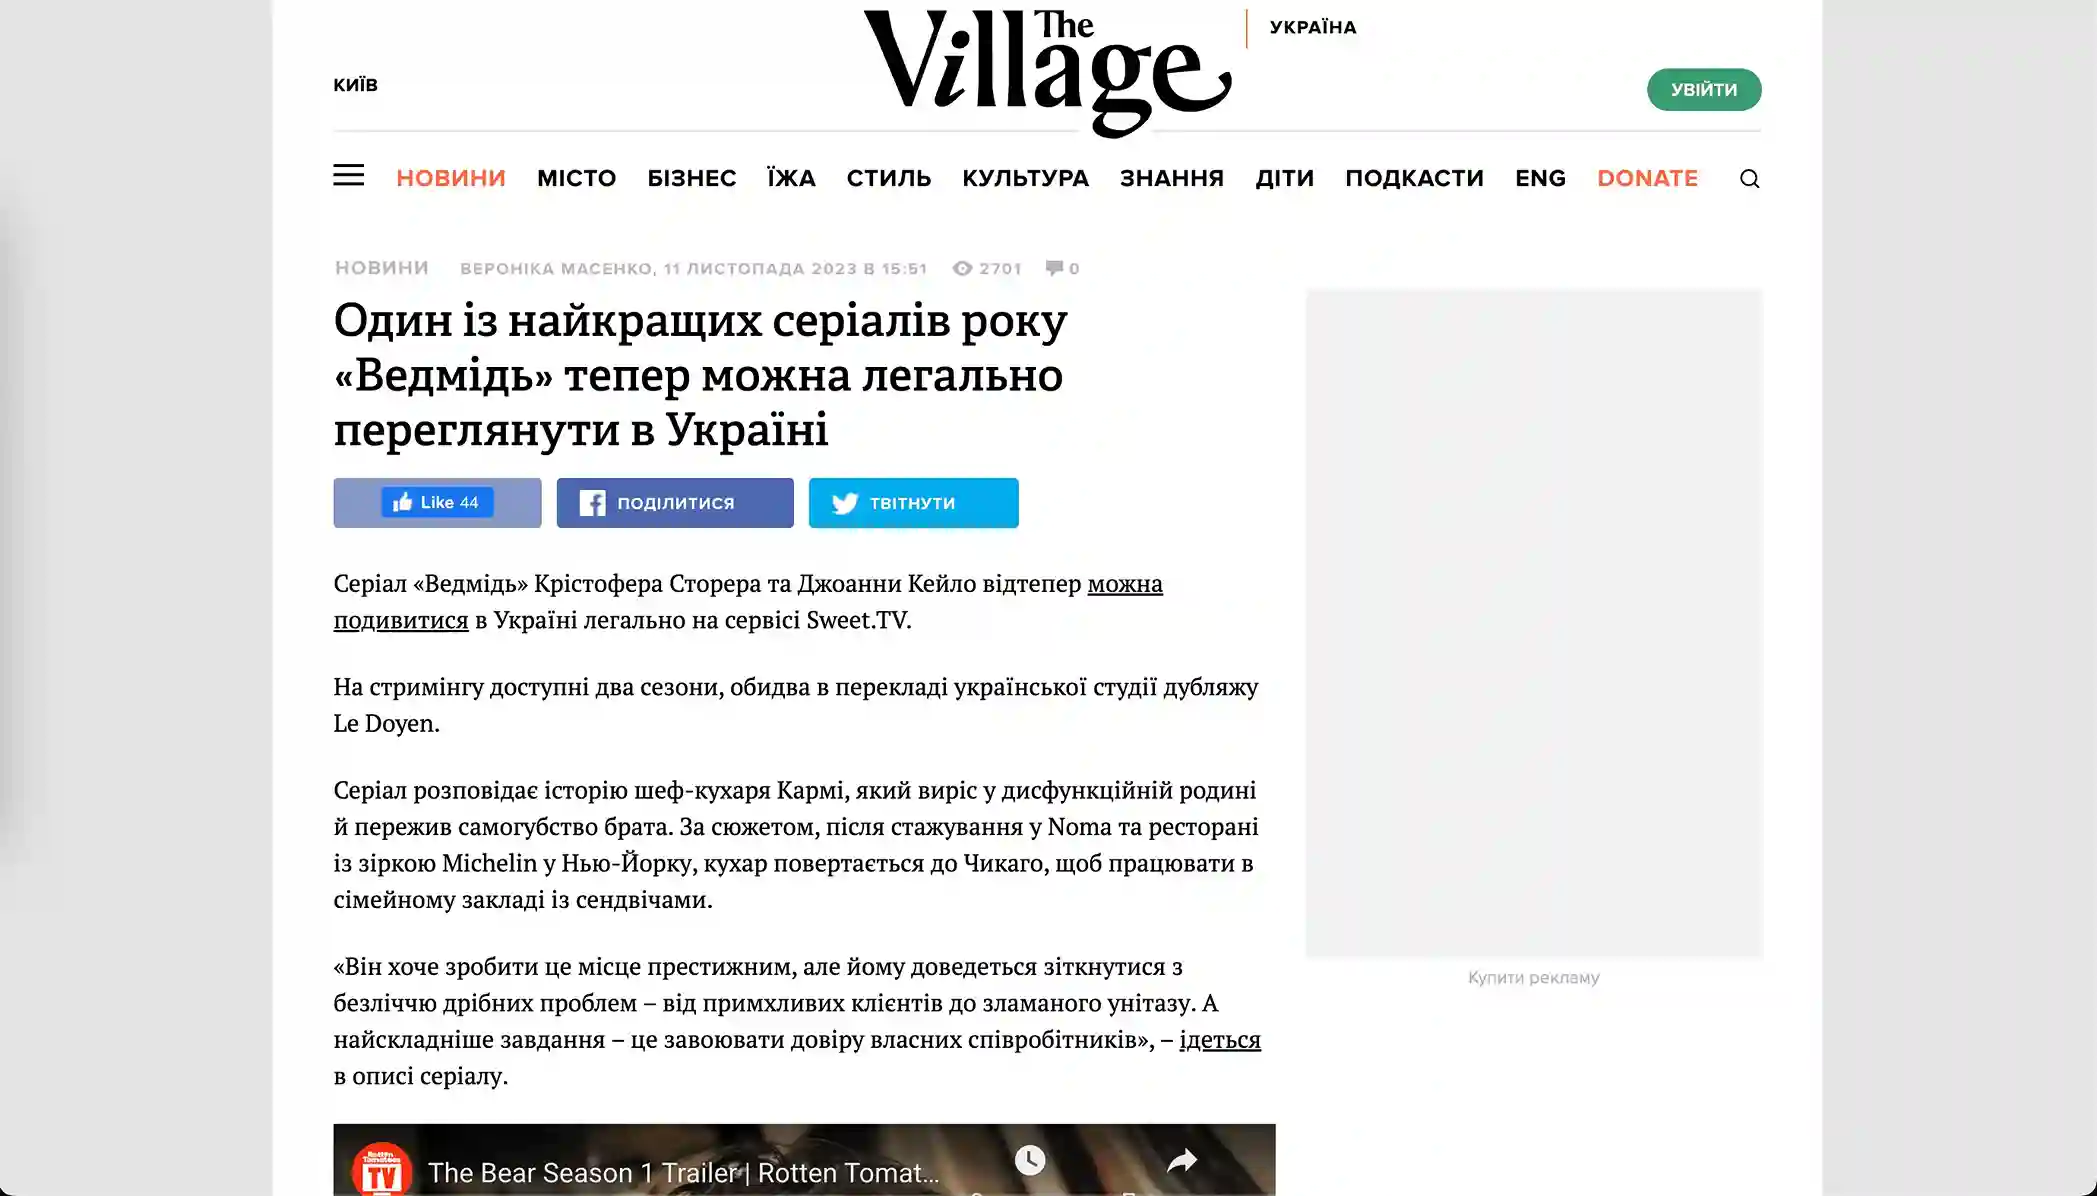 The Village
УКРАЇНА
КИЇВ
УВІЙТИ
НОВИНИ МІСТО БІЗНЕС ЇЖА СТИЛЬ КУЛЬТУРА ЗНАННЯ ДІТИ ПОДКАСТИ ENG DONATE
НОВИНИ ВЕРОНІКА МАСЕНКО, 11 ЛИСТОПАДА 2023 В 15:51 2701 0
Один із найкращих серіалів року
«Ведмідь» тепер можна легально
переглянути в Україні
Like 44 ПОДІЛИТИСЯ ТВІТНУТИ
Серіал «Ведмідь» Крістофера Сторера та Джоанни Кейло відтепер можна
подивитися в Україні легально на сервісі Sweet.TV.
На стримінгу доступні два сезони, обидва в перекладі української студії дубляжу
Le Doyen.
Серіал розповідає історію шеф-кухаря Кармі, який виріс у дисфункційній родині
й пережив самогубство брата. За сюжетом, після стажування у Noma та ресторані
із зіркою Michelin у Нью-Йорку, кухар повертається до Чикаго, щоб працювати в
сімейному закладі із сендвічами.
«Він хоче зробити це місце престижним, але йому доведеться зіткнутися з
безліччю дрібних проблем – від примхливих клієнтів до зламаного унітазу. А
найскладніше завдання – це завоювати довіру власних співробітників», – ідеться
в описі серіалу.
Купити рекламу
Rotten
Tomatoes
TV
The Bear Season 1 Trailer | Rotten Tomat...